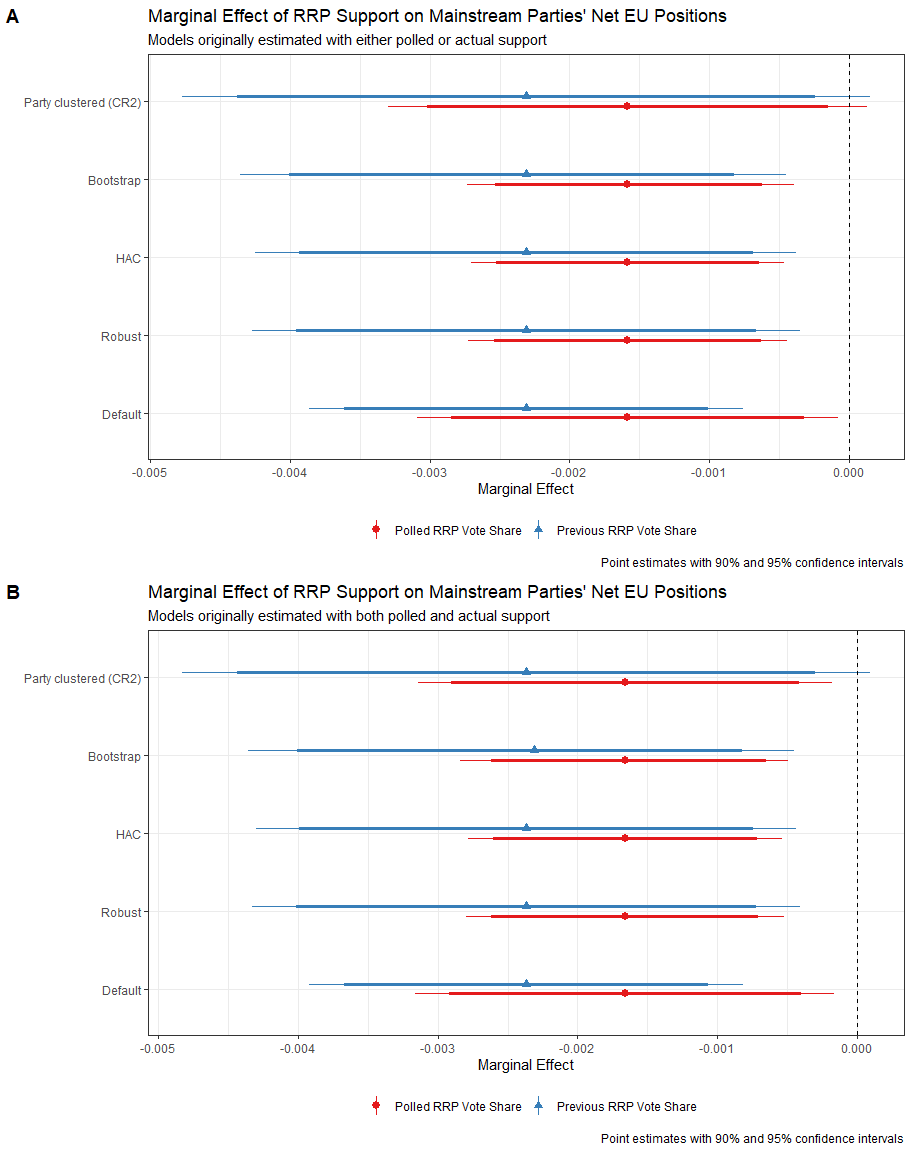 A
Marginal Effect of RRP Support on Mainstream Parties' Net EU Positions
Models originally estimated with either polled or actual support
Party clustered (CR2)
Bootstrap
HAC
Robust
Default
-0.005 -0.004 -0.003 -0.002 -0.001 0.000
Marginal Effect
Polled RRP Vote Share Previous RRP Vote Share
Point estimates with 90% and 95% confidence intervals
B
Marginal Effect of RRP Support on Mainstream Parties' Net EU Positions
Models originally estimated with both polled and actual support
Party clustered (CR2)
Bootstrap
HAC
Robust
Default
-0.005 -0.004 -0.003 -0.002 -0.001 0.000
Marginal Effect
Polled RRP Vote Share Previous RRP Vote Share
Point estimates with 90% and 95% confidence intervals